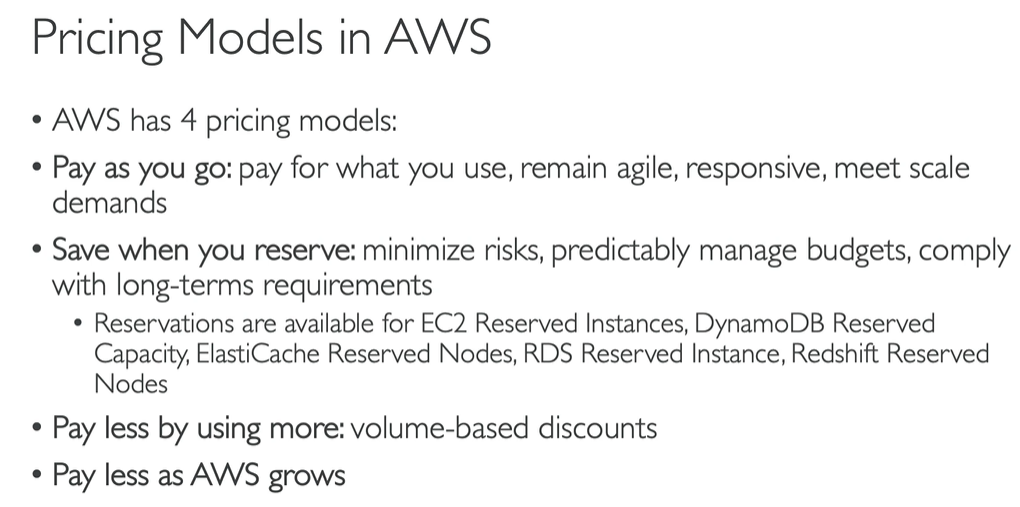 Pricing Models in AWS
• AWS has 4 pricing models:
• Pay as you go: pay for what you use, remain agile, responsive, meet scale
demands
• Save when you reserve: minimize risks, predictably manage budgets, comply
with long-terms requirements
• Reservations are available for EC2 Reserved Instances, DynamoDB Reserved
Capacity, ElastiCache Reserved Nodes, RDS Reserved Instance, Redshift Reserved
Nodes
• Pay less by using more: volume-based discounts
• Pay less as AWS grows